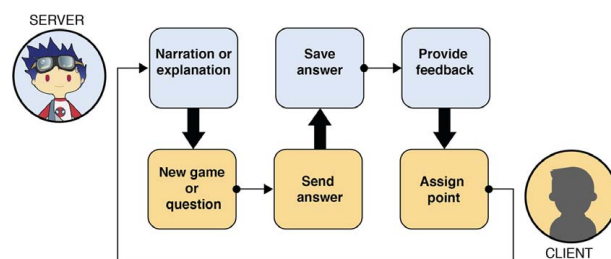 SERVER
Narration or
explanation
Save
answer
Provide
feedback
New game
or
question
Send
answer
Assign
point
CLIENT